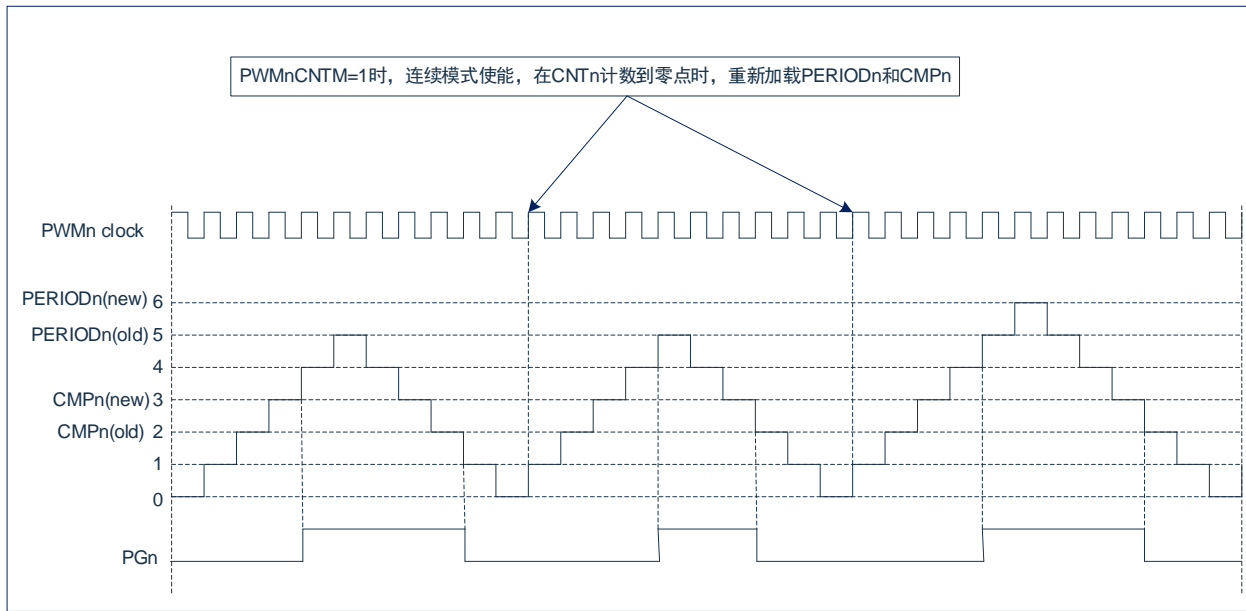 PWMnCNTM=1时，连续模式使能，在CNTn计数到零点时，重新加载PERIODn和CMPn
PWMn clock
PERIODn(new) 6
PERIODn(old) 5
4
CMPn(new) 3
CMPn(old) 2
1
0
PGn